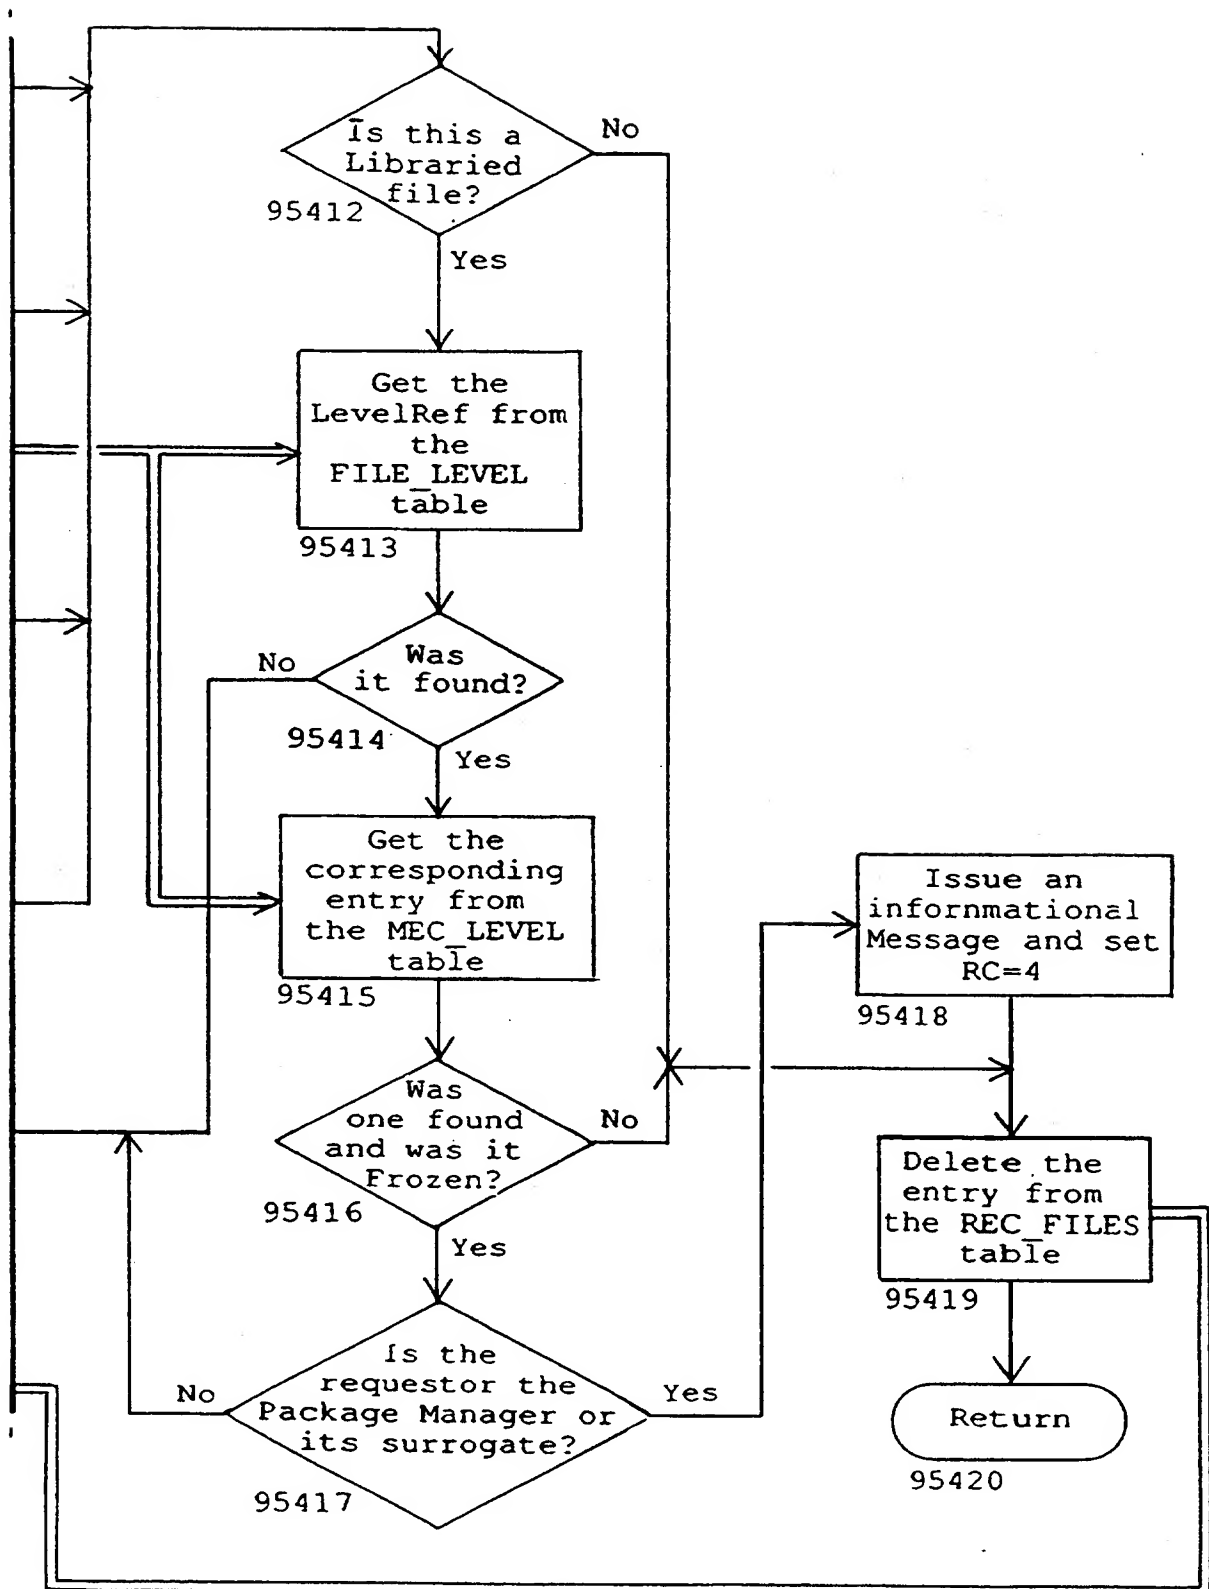 Is this a
Libraried
file?
No
95412
Yes
Get the
LevelRef from
the
FILE_LEVEL
table
95413
Was
it found?
No
95414
Yes
Get the
corresponding
entry from
the MEC_LEVEL
table
95415
Was
one found
and was it
Frozen?
No
95416
Yes
Is the
requestor the
Package Manager or
its surrogate?
No
Yes
95417
Issue an
infornmational
Message and set
RC=4
95418
Delete the
entry from
the REC_FILES
table
95419
Return
95420